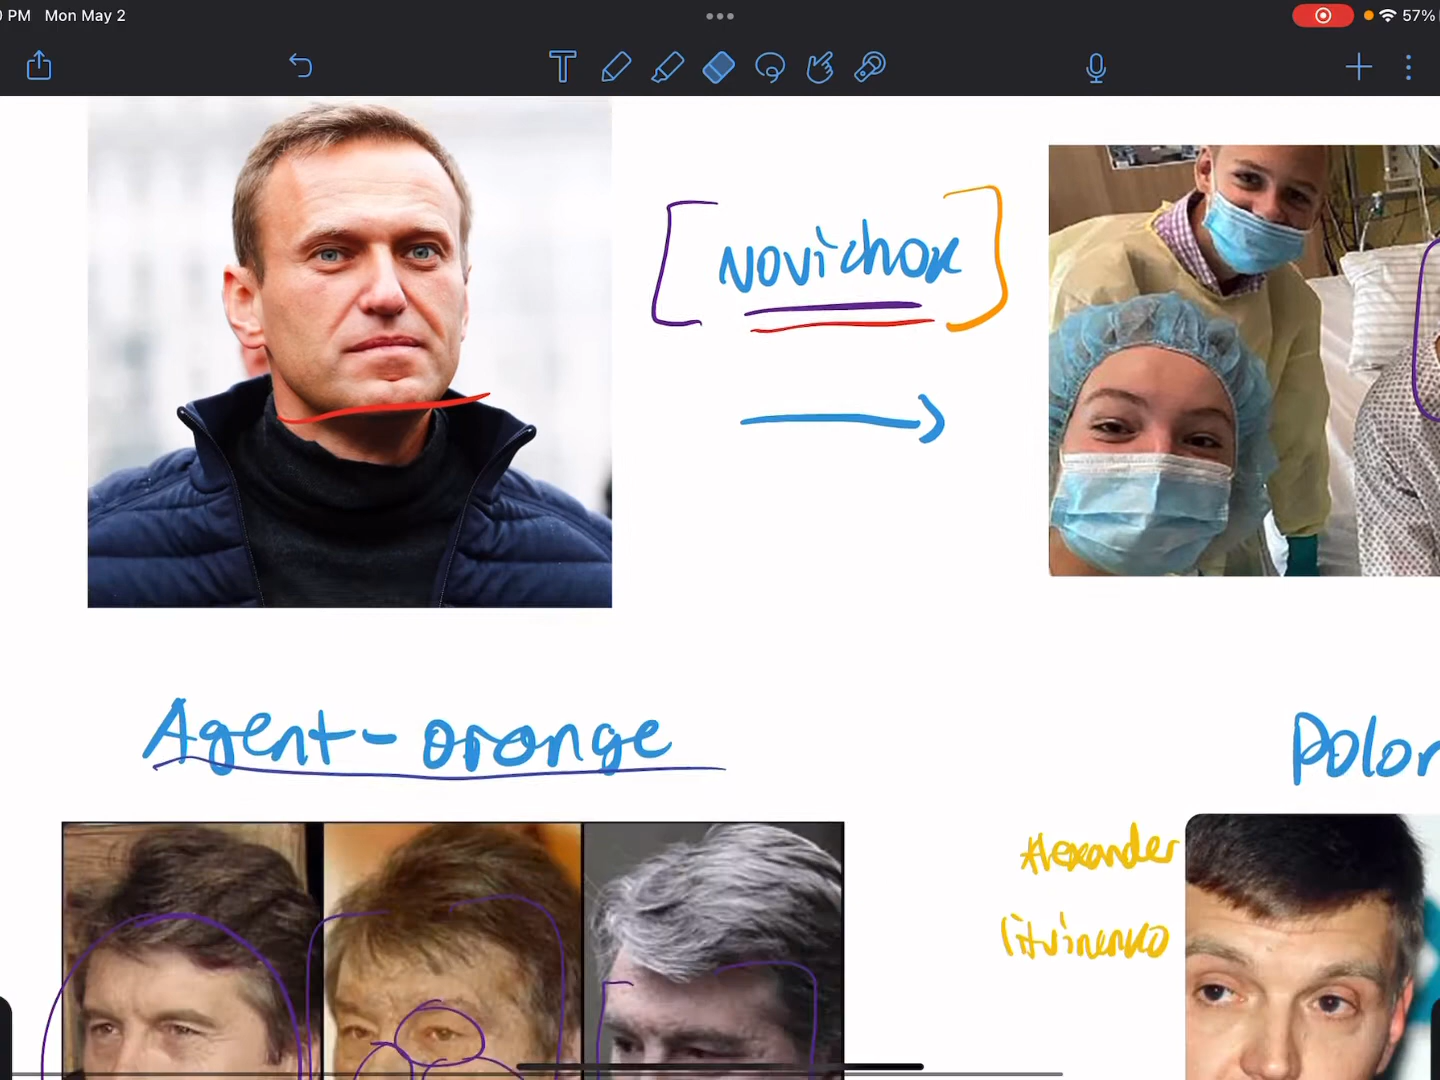 PM Mon May 2
57%
Novichok
Agent-orange
Polon
Alexander
litvinenko